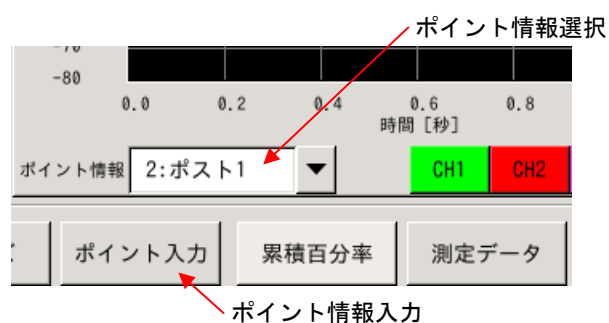 ポイント情報選択
-70
-80
0.0 0.2 0.4 0.6 0.8
時間 [秒]
ポイント情報 2:ポスト1 CH1 CH2
ポイント入力 累積百分率 測定データ
ポイント情報入力